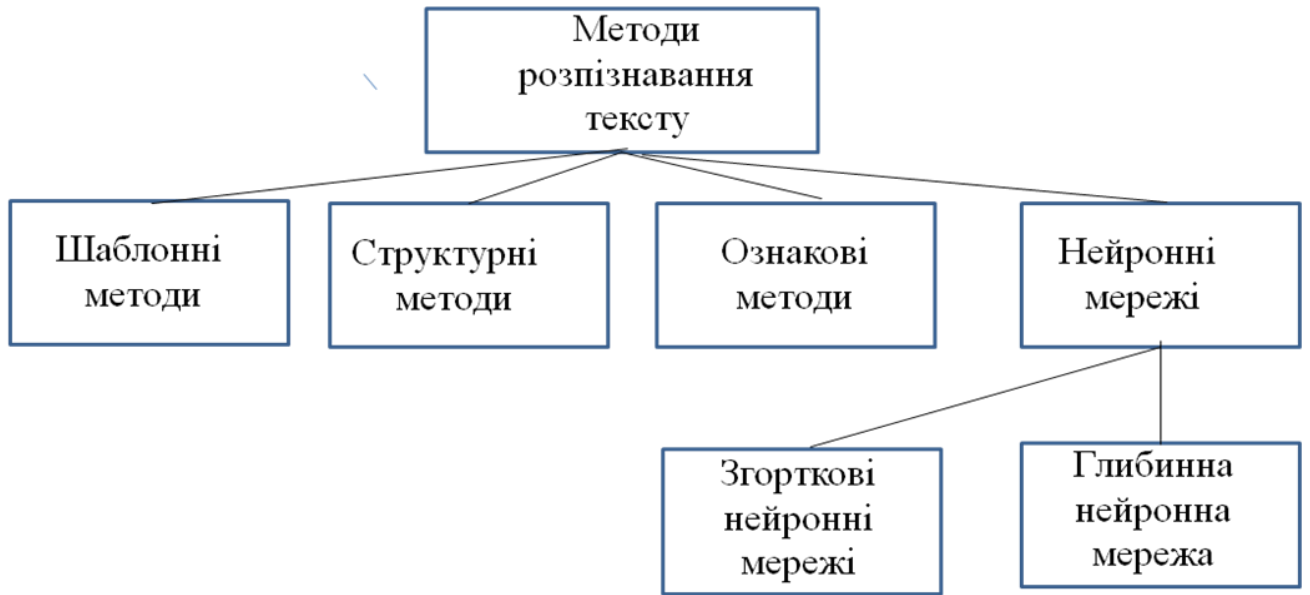 Методи
розпізнавання
тексту
Шаблонні
методи
Структурні
методи
Ознакові
методи
Нейронні
мережі
Згорткові
нейронні
мережі
Глибинна
нейронна
мережа